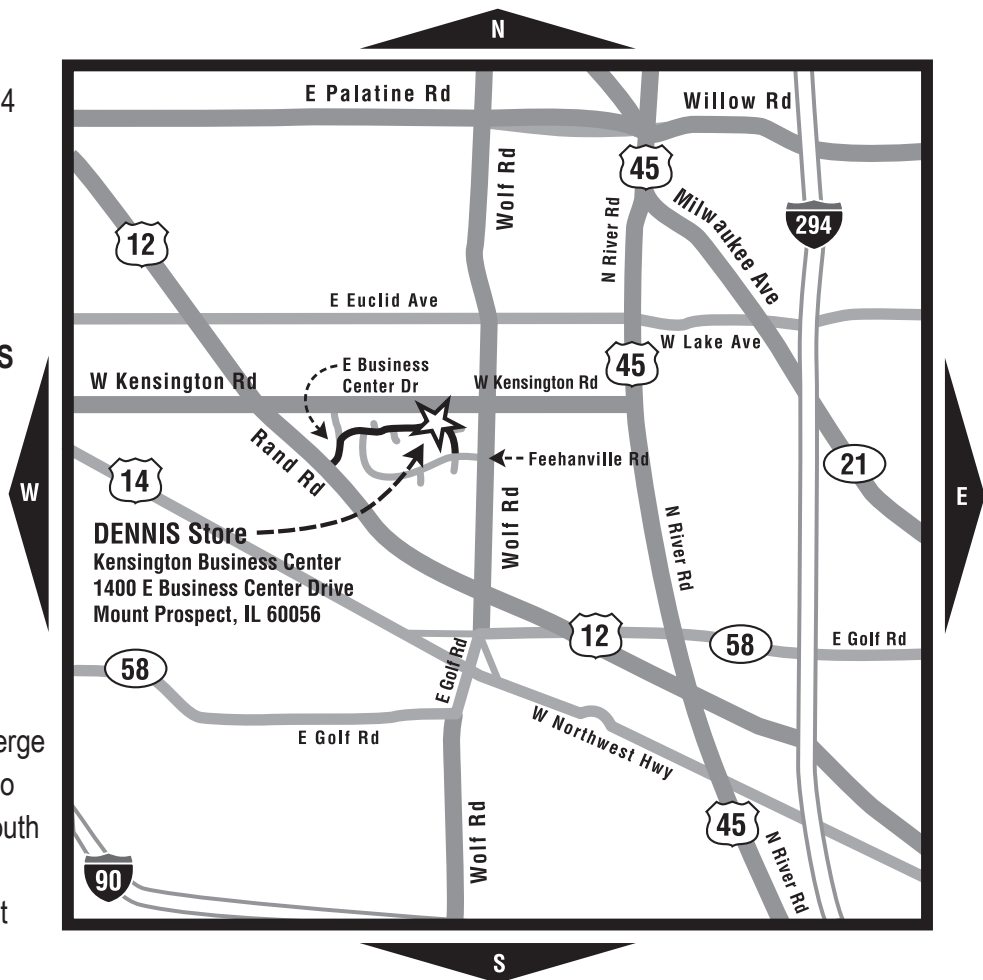 N
4
E Palatine Rd
Willow Rd
Wolf Rd
45
N River Rd
Milwaukee Ave
294
12
E Euclid Ave
W Lake Ave
s
E Business
Center Dr
45
W Kensington Rd
W Kensington Rd
Rand Rd
Feehanville Rd
21
14
W
E
DENNIS Store
Kensington Business Center
1400 E Business Center Drive
Mount Prospect, IL 60056
Wolf Rd
N River Rd
12
58
E Golf Rd
58
E Golf Rd
E Golf Rd
W Northwest Hwy
erge
o
outh
Wolf Rd
45
N River Rd
90
t
S